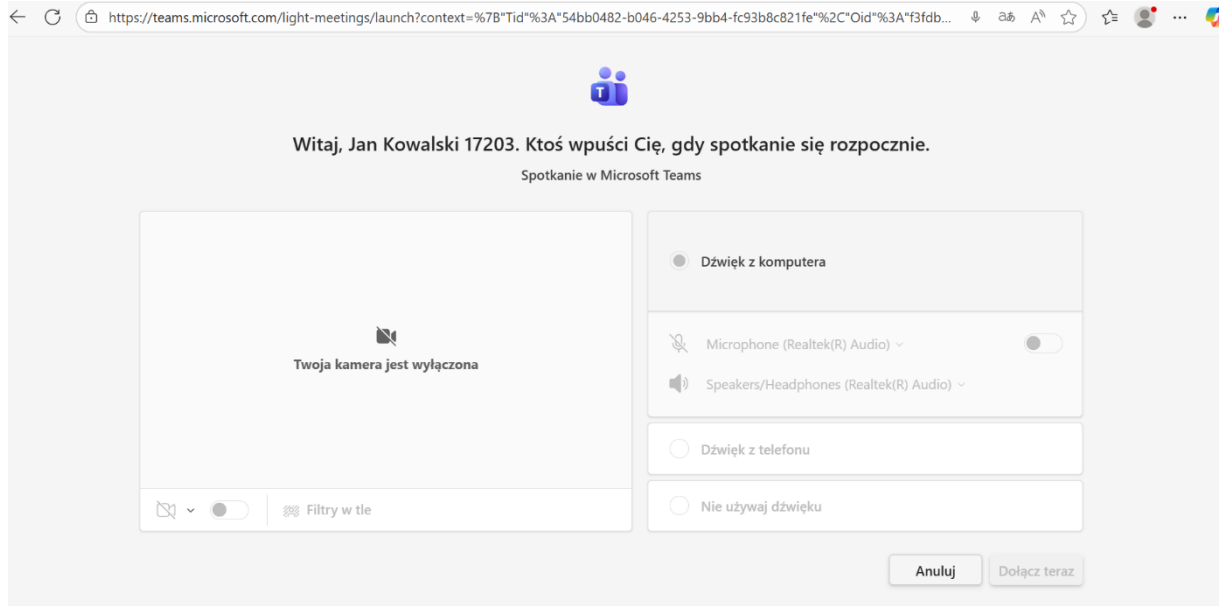 https://teams.microsoft.com/light-meetings/launch?context=%7B"Tid"%3A"54bb0482-b046-4253-9bb4-fc93b8c821fe"%2C"Oid"%3A"f3fdb...
T
Witaj, Jan Kowalski 17203. Ktoś wpuści Cię, gdy spotkanie się rozpocznie.
Spotkanie w Microsoft Teams
Twoja kamera jest wyłączona
Filtry w tle
Dźwięk z komputera
Microphone (Realtek(R) Audio)
Speakers/Headphones (Realtek(R) Audio)
Dźwięk z telefonu
Nie używaj dźwięku
Anuluj
Dołącz teraz